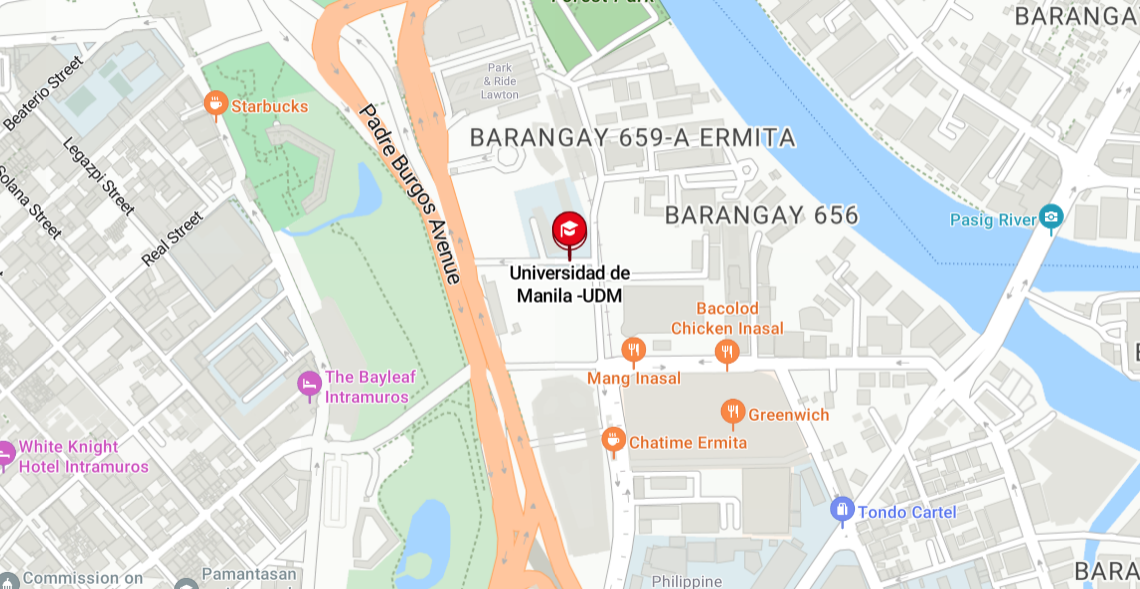 Forest Park
BARANGAY
Beaterio Street
Park
& Ride
Lawton
Starbucks
Padre Burgos Avenue
BARANGAY 659-A ERMITA
Legazpi Street
Solana Street
Real Street
BARANGAY 656
Pasig River
Universidad de
Manila -UDM
Bacolod
Chicken Inasal
Mang Inasal
The Bayleaf
Intramuros
Greenwich
Chatime Ermita
White Knight
Hotel Intramuros
Tondo Cartel
Commission on
Pamantasan
Philippine
BARA